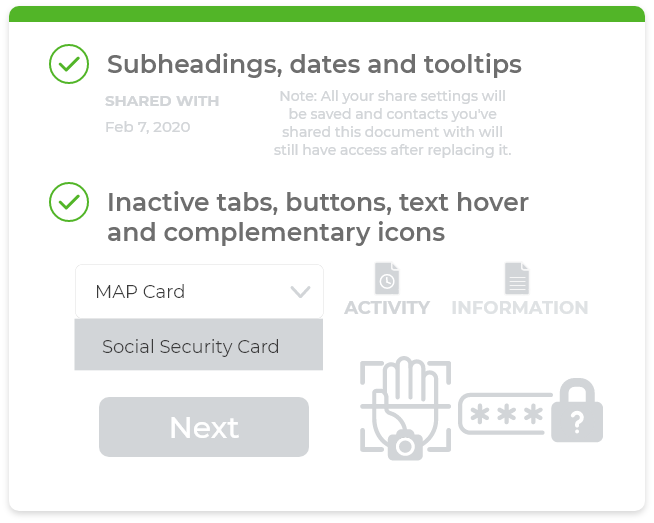 Subheadings, dates and tooltips
SHARED WITH
Feb 7, 2020
Note: All your share settings will
be saved and contacts you've
shared this document with will
still have access after replacing it.
Inactive tabs, buttons, text hover
and complementary icons
MAP Card
Social Security Card
Next
ACTIVITY
INFORMATION
***
?